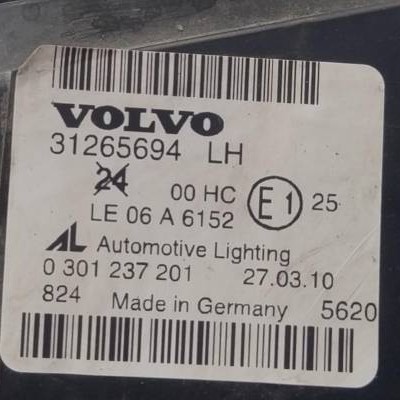 VOLVO
31265694 LH
24 00 HC E1 25
LE 06 A 6152
AL Automotive Lighting
0 301 237 201 27.03.10
824 Made in Germany 5620